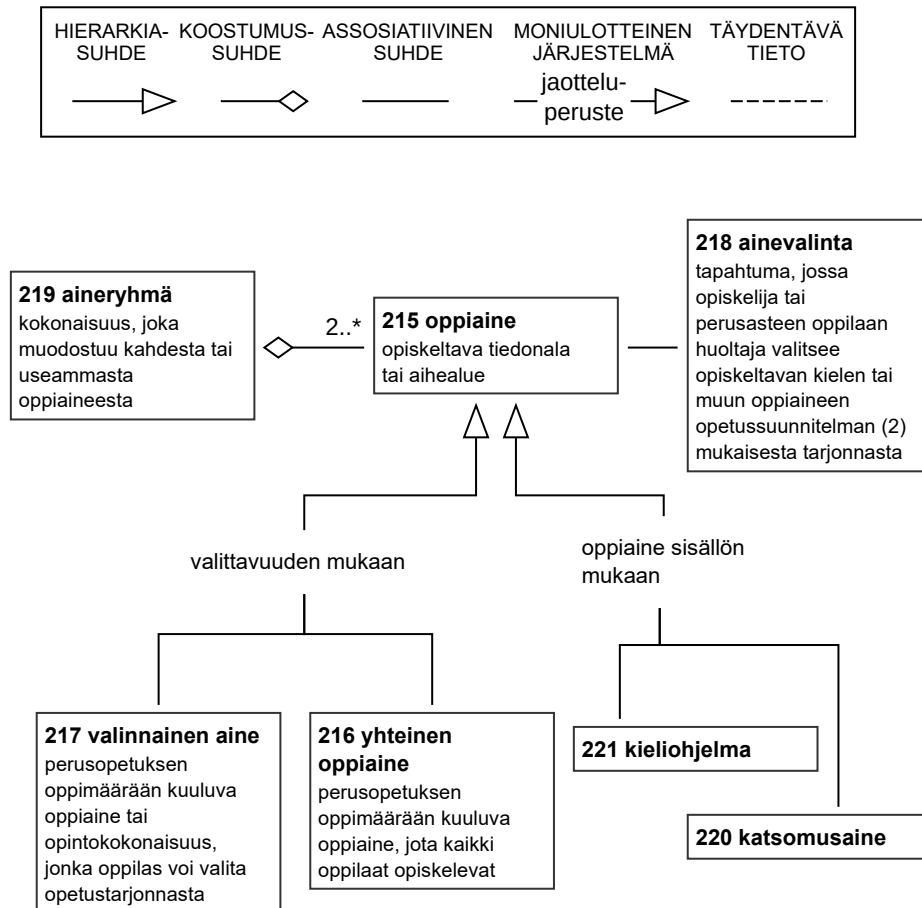 HIERARKIA-
SUHDE
KOOSTUMUS-
SUHDE
ASSOSIATIIVINEN
SUHDE
MONIULOTTEINEN
JÄRJESTELMÄ
jaottelu-
peruste
TÄYDENTÄVÄ
TIETO
219 aineryhmä
kokonaisuus, joka
muodostuu kahdesta tai
useammasta
oppiaineesta
2..*
215 oppiaine
opiskeltava tiedonala
tai aihealue
218 ainevalinta
tapahtuma, jossa
opiskelija tai
perusasteen oppilaan
huoltaja valitsee
opiskeltavan kielen tai
muun oppiaineen
opetussuunnitelman (2)
mukaisesta tarjonnasta
valittavuuden mukaan
oppiaine sisällön
mukaan
217 valinnainen aine
perusopetuksen
oppimäärään kuuluva
oppiaine tai
opintokokonaisuus,
jonka oppilas voi valita
opetustarjonnasta
216 yhteinen
oppiaine
perusopetuksen
oppimäärään kuuluva
oppiaine, jota kaikki
oppilaat opiskelevat
221 kieliohjelma
220 katsomusaine